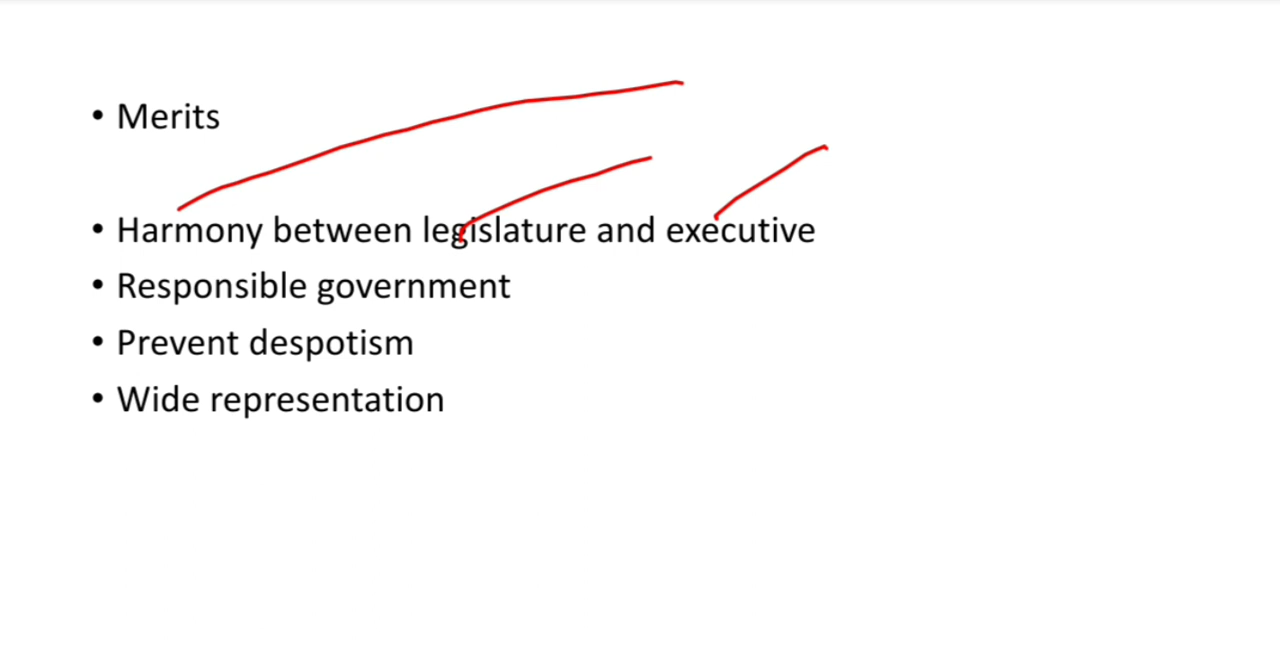 • Merits
• Harmony between legislature and executive
• Responsible government
• Prevent despotism
• Wide representation